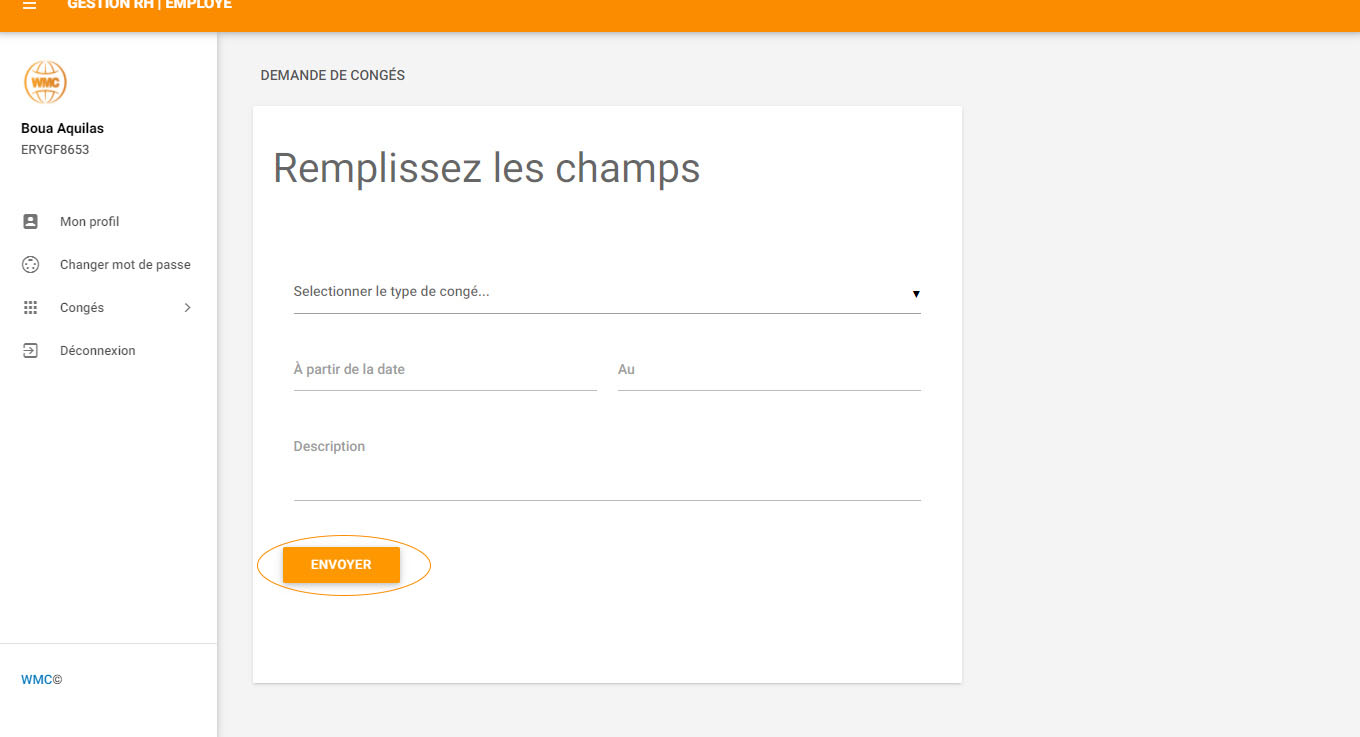 GESTION RH | EMPLOYÉ
WMC
Boua Aquilas
ERYGF8653
Mon profil
Changer mot de passe
Congés
Déconnexion
WMC©
DEMANDE DE CONGÉS
Remplissez les champs
Selectionner le type de congé...
À partir de la date
Au
Description
ENVOYER